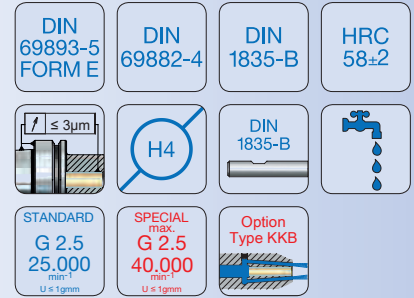 DIN
69893-5
FORM E
DIN
69882-4
DIN
1835-B
HRC
58±2
≤ 3µm
H4
DIN
1835-B
STANDARD
G 2.5
25.000
min-1
U ≤ 1gmm
SPECIAL
max.
G 2.5
40.000
min-1
U ≤ 1gmm
Option
Type KKB